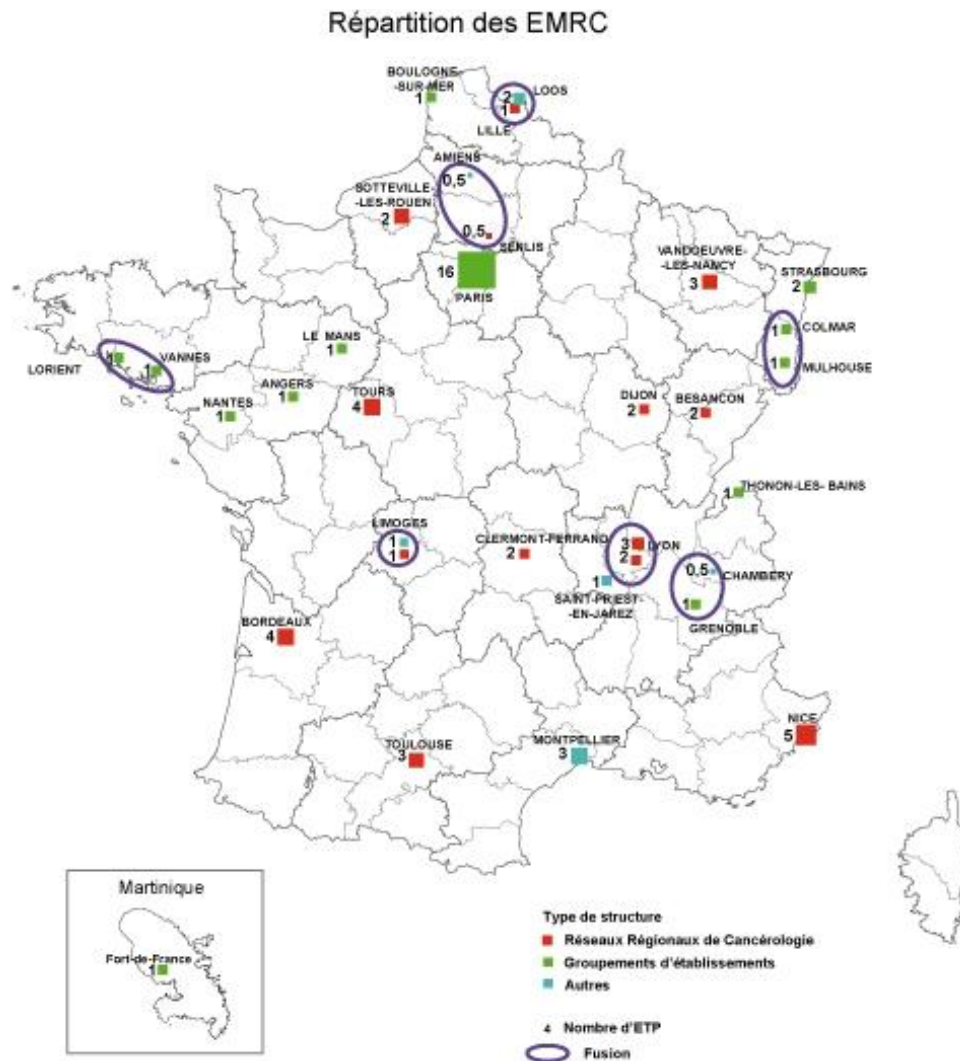 Répartition des EMRC
BOULOGNE-
-SUR-MER
1
LOOS
2
1
LILLE
AMIENS
0,5
SOTTEVILLE-
-LES-ROUEN
2
0,5
SENLIS
16
PARIS
VANDOEUVRE-
-LES-NANCY
3
STRASBOURG
2
1
COLMAR
1
MULHOUSE
LE MANS
1
LORIENT
1
1
VANNES
ANGERS
1
NANTES
1
TOURS
4
DIJON
2
BESANCON
2
1
THONON-LES- BAINS
LIMOGES
1
1
CLERMONT-FERRAND
2
3
LYON
2
1
SAINT-PRIEST-
-EN-JAREZ
0,5
CHAMBERY
1
GRENOBLE
BORDEAUX
4
NICE
5
TOULOUSE
3
MONTPELLIER
3
Martinique
Fort-de-France
1
Type de structure
Réseaux Régionaux de Cancérologie
Groupements d'établissements
Autres
4 Nombre d'ETP
Fusion